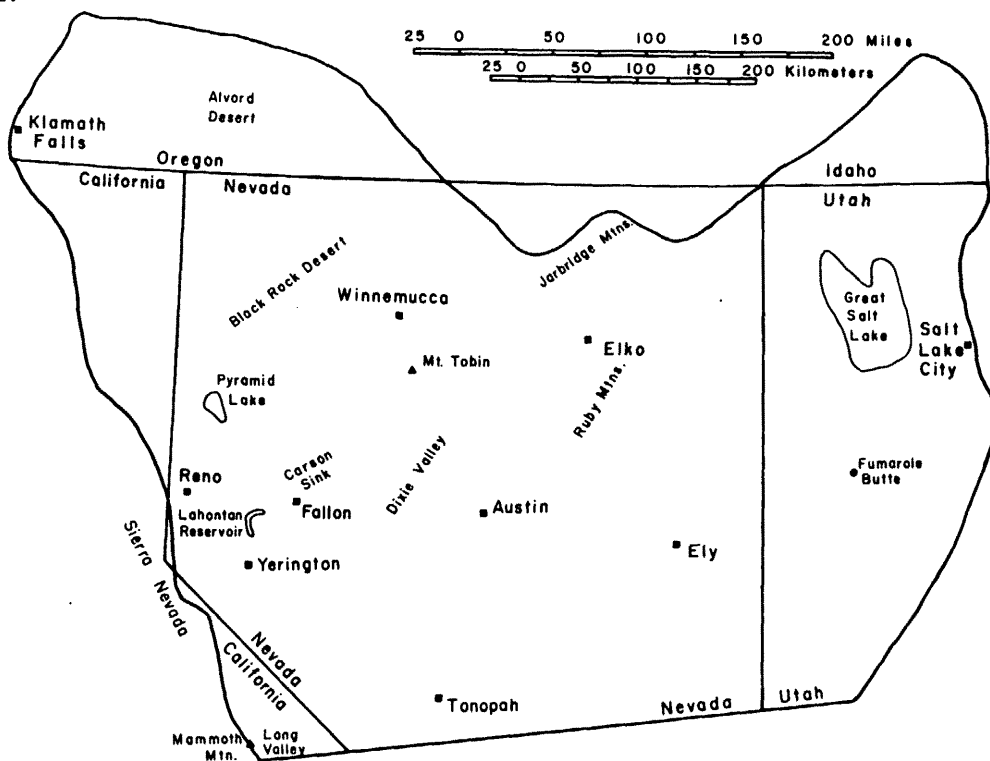 25 0 50 100 150 200 Miles
25 0 50 100 150 200 Kilometers
Alvord
Desert
Klamath
Falls
Oregon
California
Nevada
Idaho
Utah
Black Rock Desert
Jarbridge Mtns.
Winnemucca
Great
Salt
Lake
Salt
Lake
City
Elko
Mt. Tobin
Ruby Mtns.
Pyramid
Lake
Carson
Sink
Dixie Valley
Fumarole
Butte
Reno
Fallon
Lahontan
Reservoir
Austin
Yerington
Ely
Sierra Nevada
Nevada
California
Tonopah
Nevada
Utah
Mammoth
Mtn.
Long
Valley